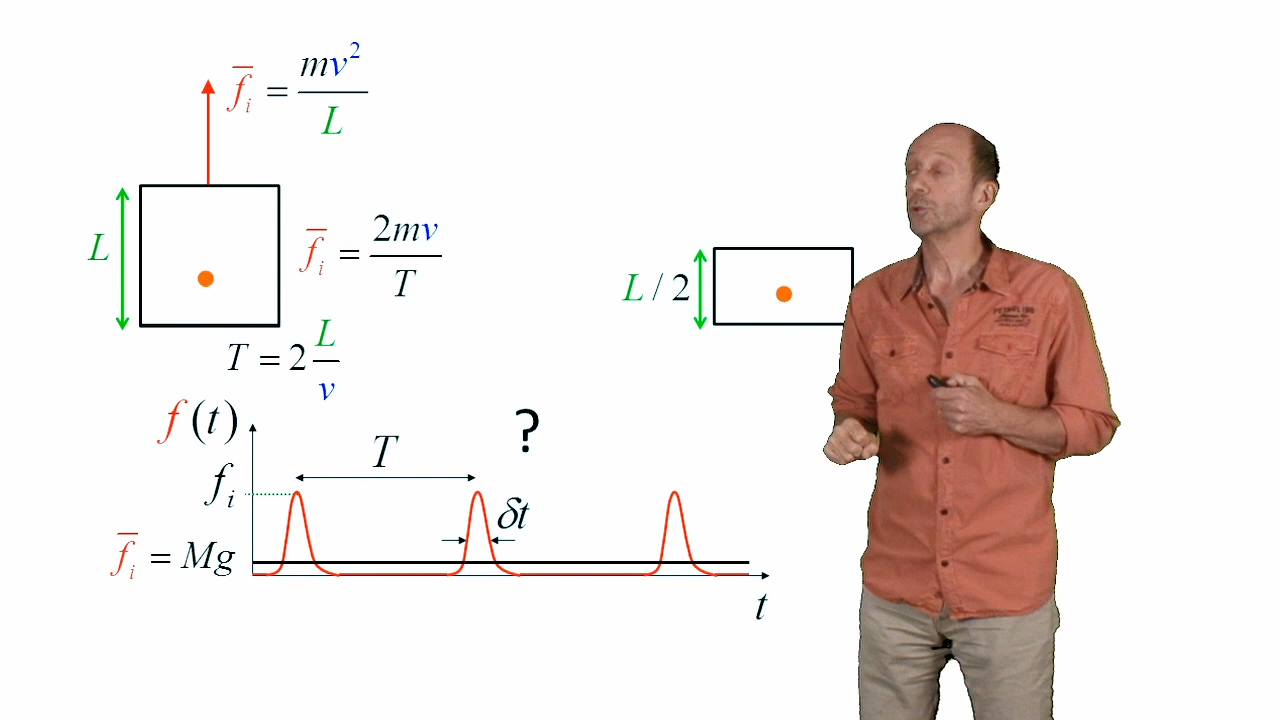 f̅ᵢ = mv² / L
L
f̅ᵢ = 2mv / T
L / 2
T = 2 L / v
f (t)
T
?
fᵢ
δt
f̅ᵢ = Mg
t